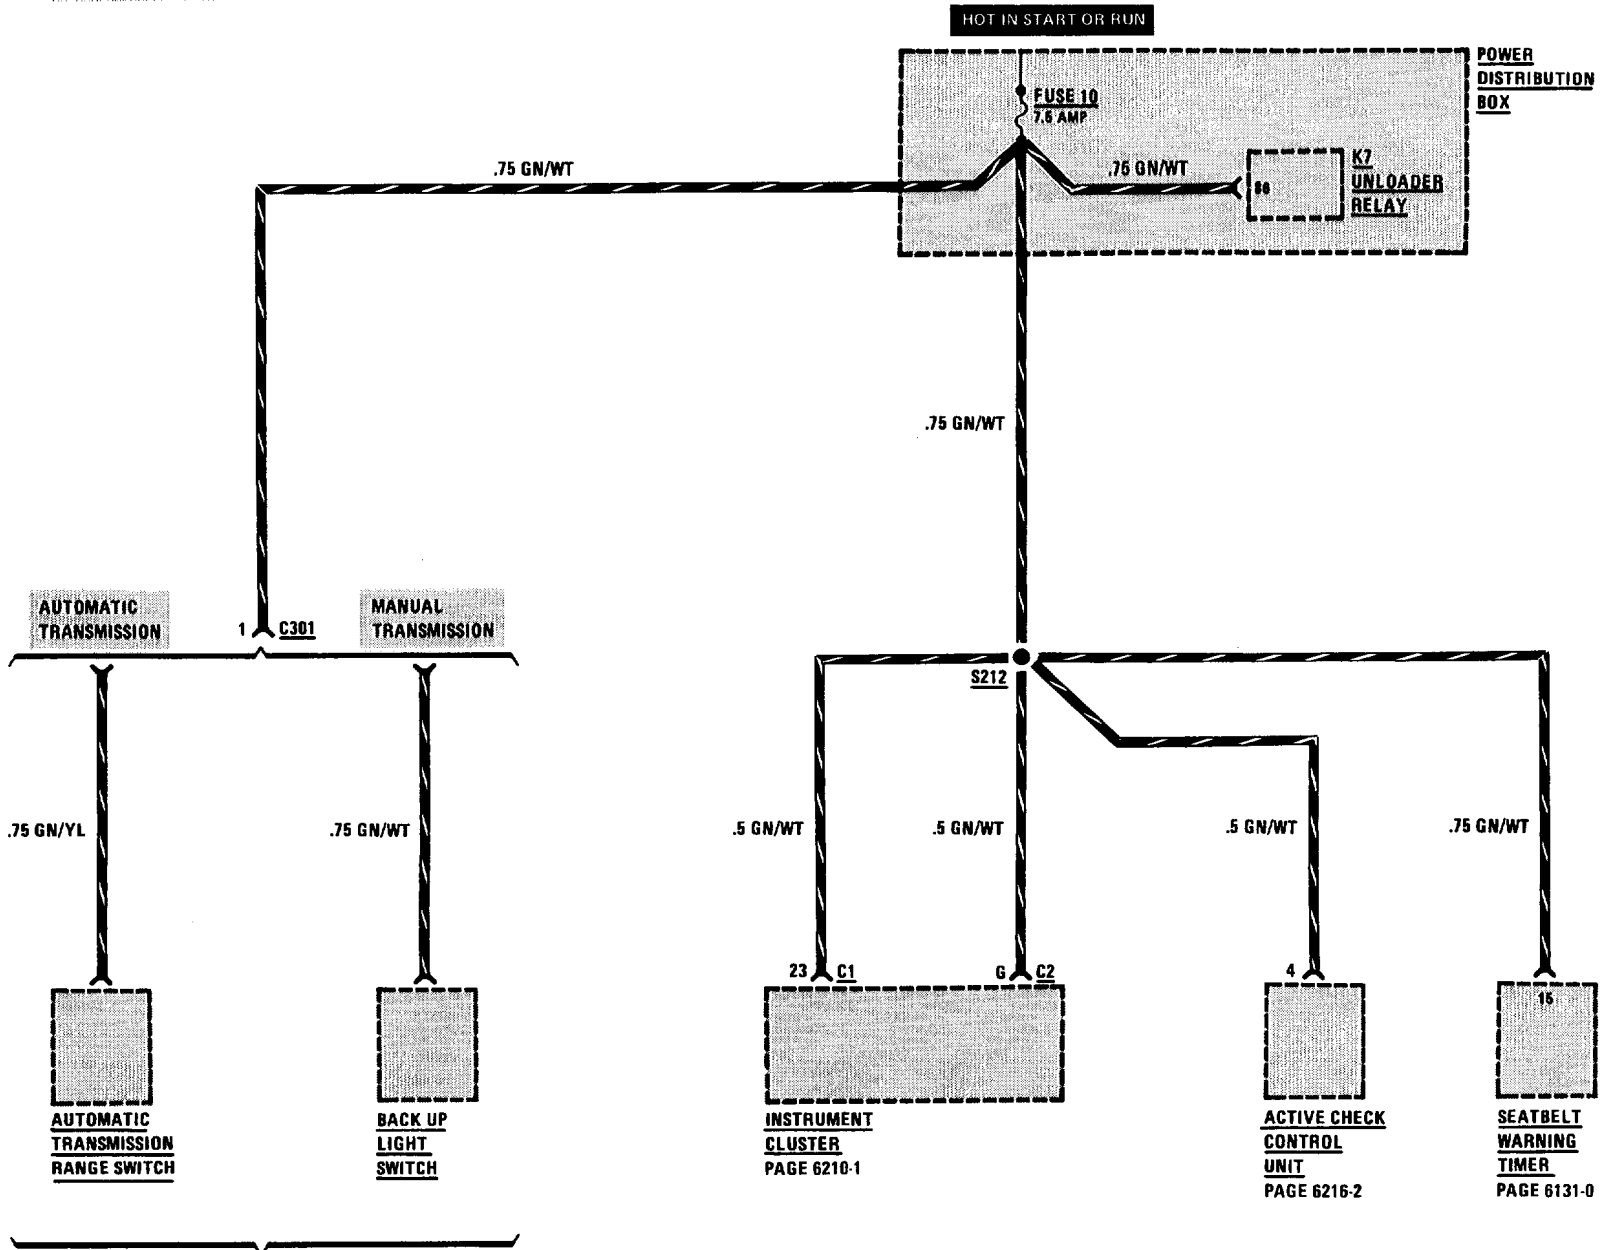 HOT IN START OR RUN
POWER
DISTRIBUTION
BOX
FUSE 10
7.5 AMP
.75 GN/WT
.75 GN/WT
86
K7
UNLOADER
RELAY
.75 GN/WT
AUTOMATIC
TRANSMISSION
1 C301
MANUAL
TRANSMISSION
S212
.75 GN/YL
.75 GN/WT
.5 GN/WT
.5 GN/WT
.5 GN/WT
.75 GN/WT
23 C1
G C2
4
15
AUTOMATIC
TRANSMISSION
RANGE SWITCH
BACK UP
LIGHT
SWITCH
INSTRUMENT
CLUSTER
PAGE 6210-1
ACTIVE CHECK
CONTROL
UNIT
PAGE 6216-2
SEATBELT
WARNING
TIMER
PAGE 6131-0